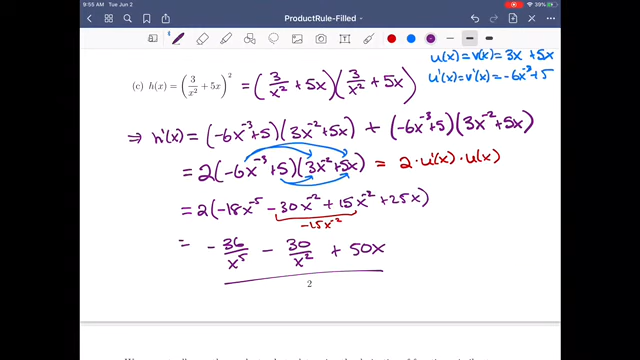 9:55 AM Wed Sep 30
39%
ProductRule-Filled
u(x) = v(x) = 3x + 5x
u'(x) = v'(x) = -6x⁻³ + 5
(c) h(x) = (3/x² + 5x)² = (3/x² + 5x)(3/x² + 5x)
⇒ h'(x) = (-6x⁻³+5)(3x⁻²+5x) + (-6x⁻³+5)(3x⁻²+5x)
= 2(-6x⁻³+5)(3x⁻²+5x) = 2·u'(x)·u(x)
= 2(-18x⁻⁵ -30x⁻² +15x⁻² +25x)
-15x⁻²
= -36/x⁵ - 30/x² + 50x
2